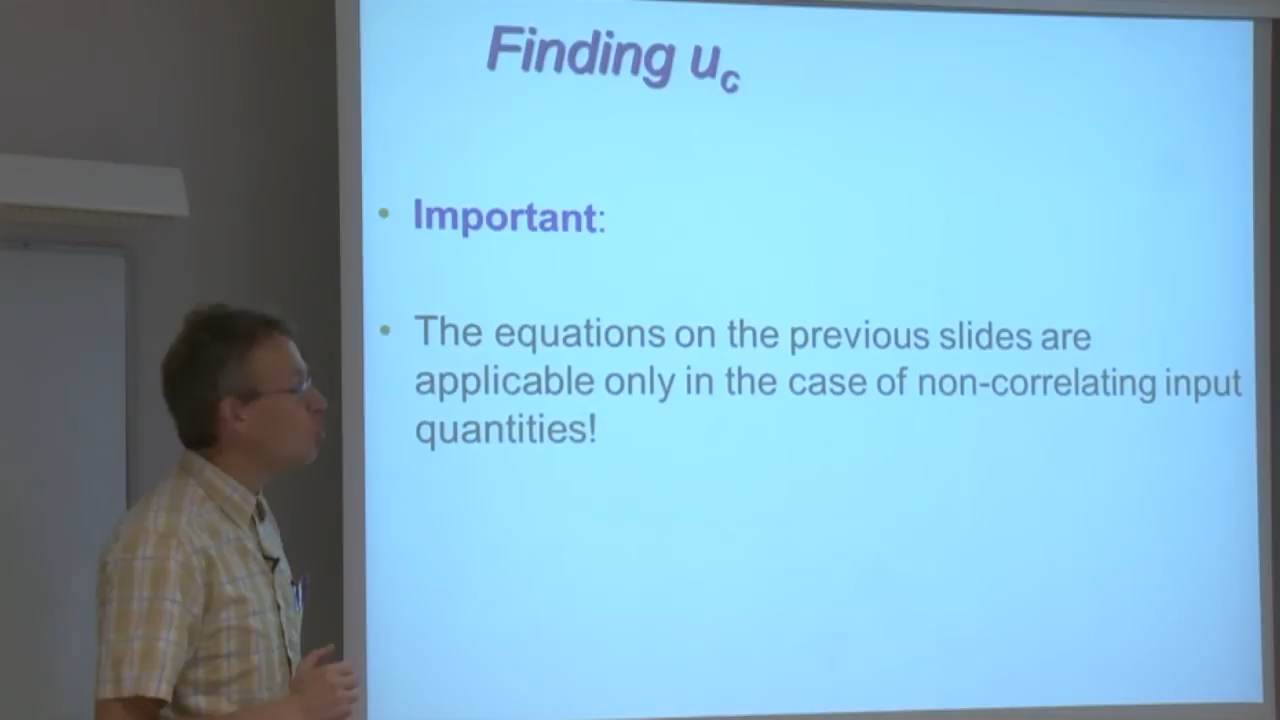 Finding uc
• Important:
• The equations on the previous slides are
applicable only in the case of non-correlating input
quantities!